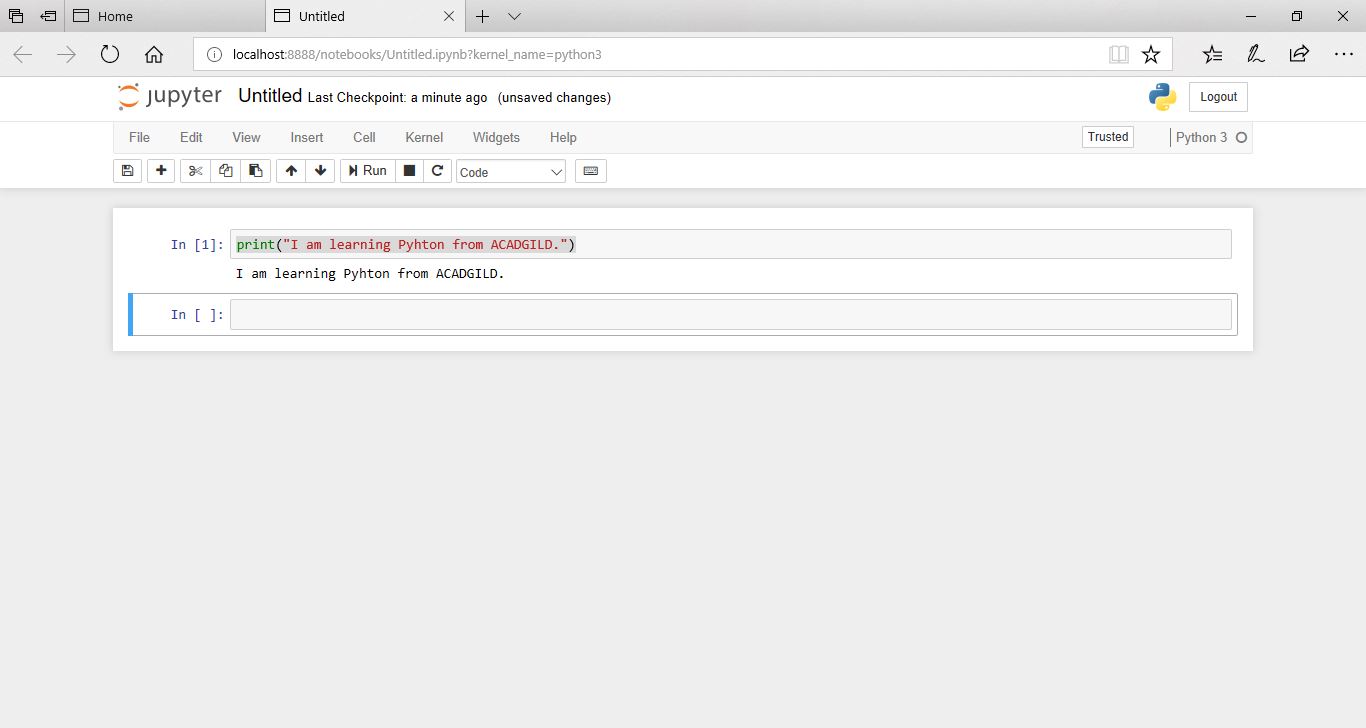 Home
Untitled
localhost:8888/notebooks/Untitled.ipynb?kernel_name=python3
jupyter Untitled Last Checkpoint: a minute ago (unsaved changes)
Logout
File Edit View Insert Cell Kernel Widgets Help
Trusted
Python 3
Run
Code
In [1]: print("I am learning Pyhton from ACADGILD.")
I am learning Pyhton from ACADGILD.
In [ ]: